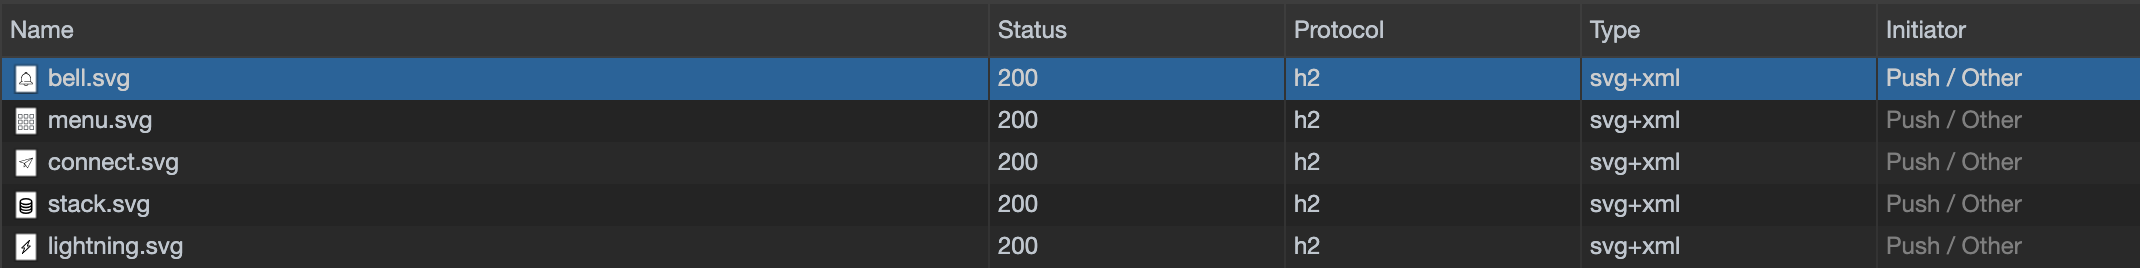 Name Status Protocol Type Initiator
bell.svg 200 h2 svg+xml Push / Other
menu.svg 200 h2 svg+xml Push / Other
connect.svg 200 h2 svg+xml Push / Other
stack.svg 200 h2 svg+xml Push / Other
lightning.svg 200 h2 svg+xml Push / Other